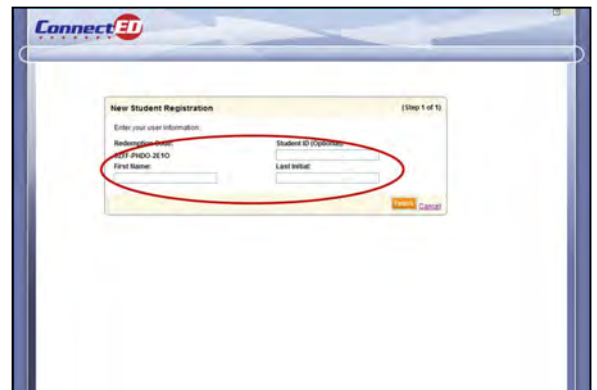 ConnectED
New Student Registration (Step 1 of 1)
Enter your user information.
Redemption Code: Student ID (Optional):
First Name: Last Initial:
Cancel